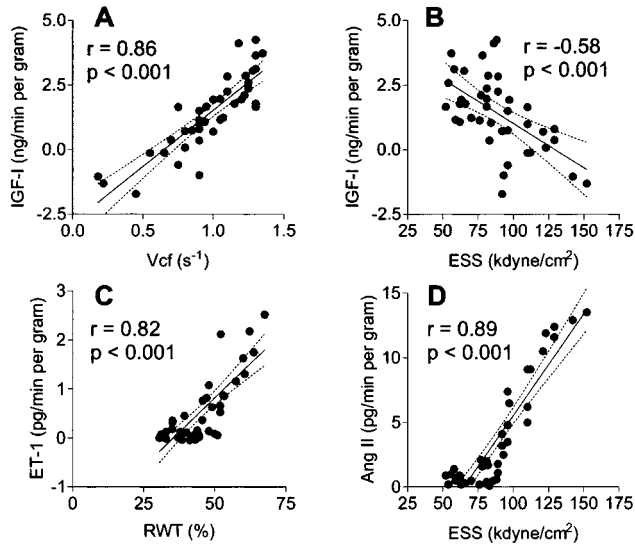 A
r = 0.86
p < 0.001
IGF-I (ng/min per gram)
5.0
2.5
0.0
-2.5
0.0 0.5 1.0 1.5
Vcf (s⁻¹)
B
r = -0.58
p < 0.001
IGF-I (ng/min per gram)
5.0
2.5
0.0
-2.5
25 50 75 100 125 150 175
ESS (kdyne/cm²)
C
r = 0.82
p < 0.001
ET-1 (pg/min per gram)
3
2
1
0
-1
0 25 50 75
RWT (%)
D
r = 0.89
p < 0.001
Ang II (pg/min per gram)
15
10
5
0
25 50 75 100 125 150 175
ESS (kdyne/cm²)